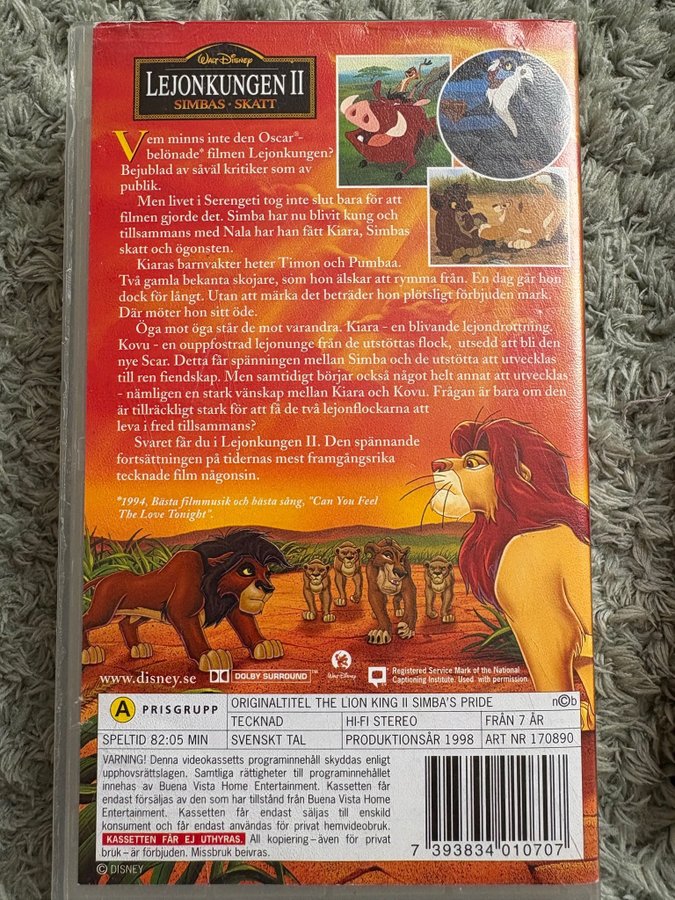 Walt Disney
LEJONKUNGEN II
SIMBAS · SKATT
Vem minns inte den Oscar®-
belönade* filmen Lejonkungen?
Bejublad av såväl kritiker som av
publik.
Men livet i Serengeti tog inte slut bara för att
filmen gjorde det. Simba har nu blivit kung och
tillsammans med Nala har han fått Kiara, Simbas
skatt och ögonsten.
Kiaras barnvakter heter Timon och Pumbaa.
Två gamla bekanta skojare, som hon älskar att rymma från. En dag går hon
dock för långt. Utan att märka det beträder hon plötsligt förbjuden mark.
Där möter hon sitt öde.
Öga mot öga står de mot varandra. Kiara - en blivande lejondrottning.
Kovu - en ouppfostrad lejonunge från de utstöttas flock, utsedd att bli den
nye Scar. Detta får spänningen mellan Simba och de utstötta att utvecklas
till ren fiendskap. Men samtidigt börjar också något helt annat att utvecklas
- nämligen en stark vänskap mellan Kiara och Kovu. Frågan är bara om den
är tillräckligt stark för att få de två lejonflockarna att
leva i fred tillsammans?
Svaret får du i Lejonkungen II. Den spännande
fortsättningen på tidernas mest framgångsrika
tecknade film någonsin.
*1994, Bästa filmmusik och bästa sång, "Can You Feel
The Love Tonight".
www.disney.se
DOLBY SURROUND™
Walt Disney
Registered Service Mark of the National
Captioning Institute. Used with permission.
A PRISGRUPP
ORIGINALTITEL THE LION KING II SIMBA'S PRIDE n©b
TECKNAD HI-FI STEREO FRÅN 7 ÅR
SPELTID 82:05 MIN SVENSKT TAL PRODUKTIONSÅR 1998 ART NR 170890
VARNING! Denna videokassetts programinnehåll skyddas enligt
upphovsrättslagen. Samtliga rättigheter till programinnehållet
innehas av Buena Vista Home Entertainment. Kassetten får
endast försäljas av den som har tillstånd från Buena Vista Home
Entertainment. Kassetten får endast säljas till enskild
konsument och får endast användas för privat hemvideobruk.
KASSETTEN FÅR EJ UTHYRAS. All kopiering – även för privat
bruk – är förbjuden. Missbruk beivras.
© DISNEY
7 393834 010707